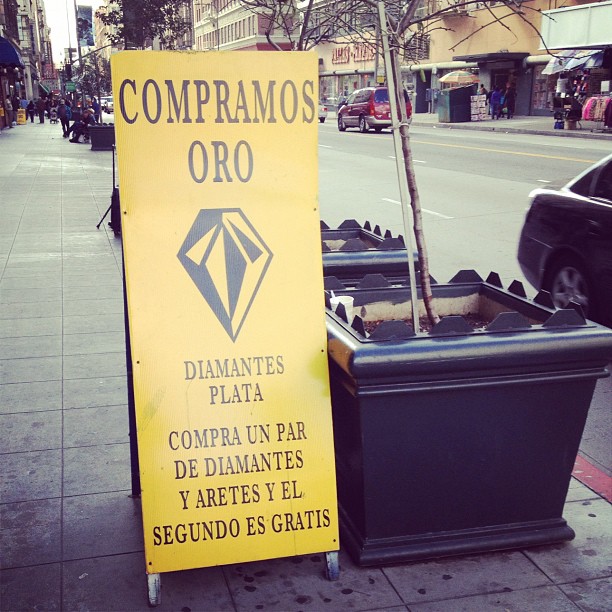 COMPRAMOS
ORO
DIAMANTES
PLATA
COMPRA UN PAR
DE DIAMANTES
Y ARETES Y EL
SEGUNDO ES GRATIS